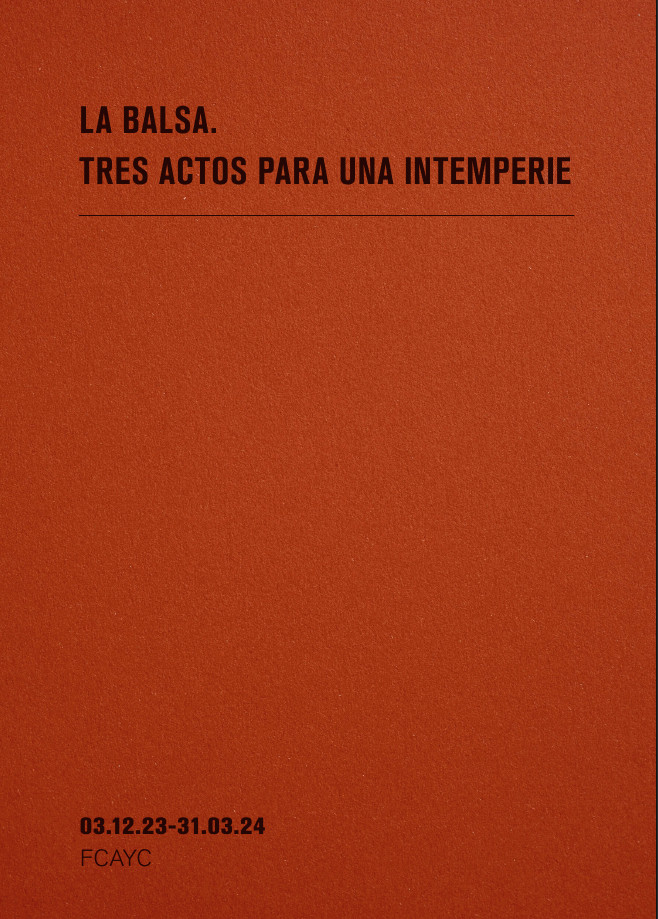 LA BALSA.
TRES ACTOS PARA UNA INTEMPERIE
03.12.23-31.03.24
FCAYC